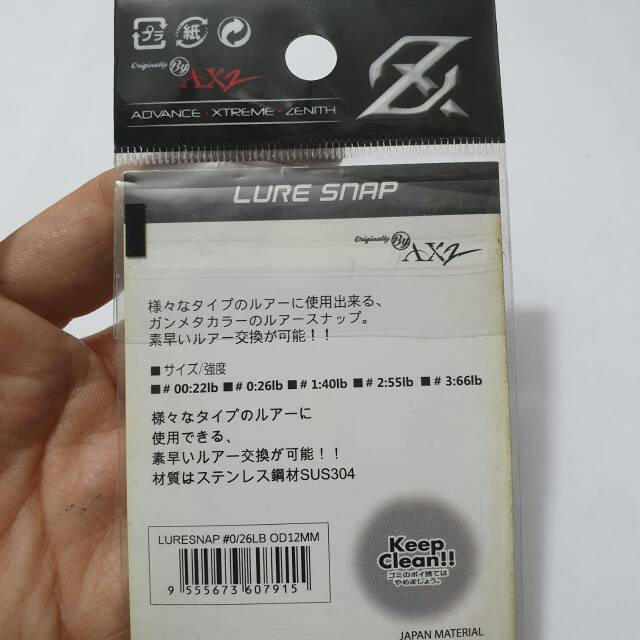 プラ
紙
Originally By AXZ
ADVANCE · XTREME · ZENITH
LURE SNAP
Originally By AXZ
様々なタイプのルアーに使用出来る、
ガンメタカラーのルアースナップ。
素早いルアー交換が可能！！
■ サイズ/強度
■ # 00:22lb ■ # 0:26lb ■ # 1:40lb ■ # 2:55lb ■ # 3:66lb
様々なタイプのルアーに
使用できる、
素早いルアー交換が可能！！
材質はステンレス鋼材SUS304
LURESNAP #0/26LB OD12MM
9 555673 607915
Keep
Clean!!
ゴミのポイ捨ては
やめましょう。
JAPAN MATERIAL